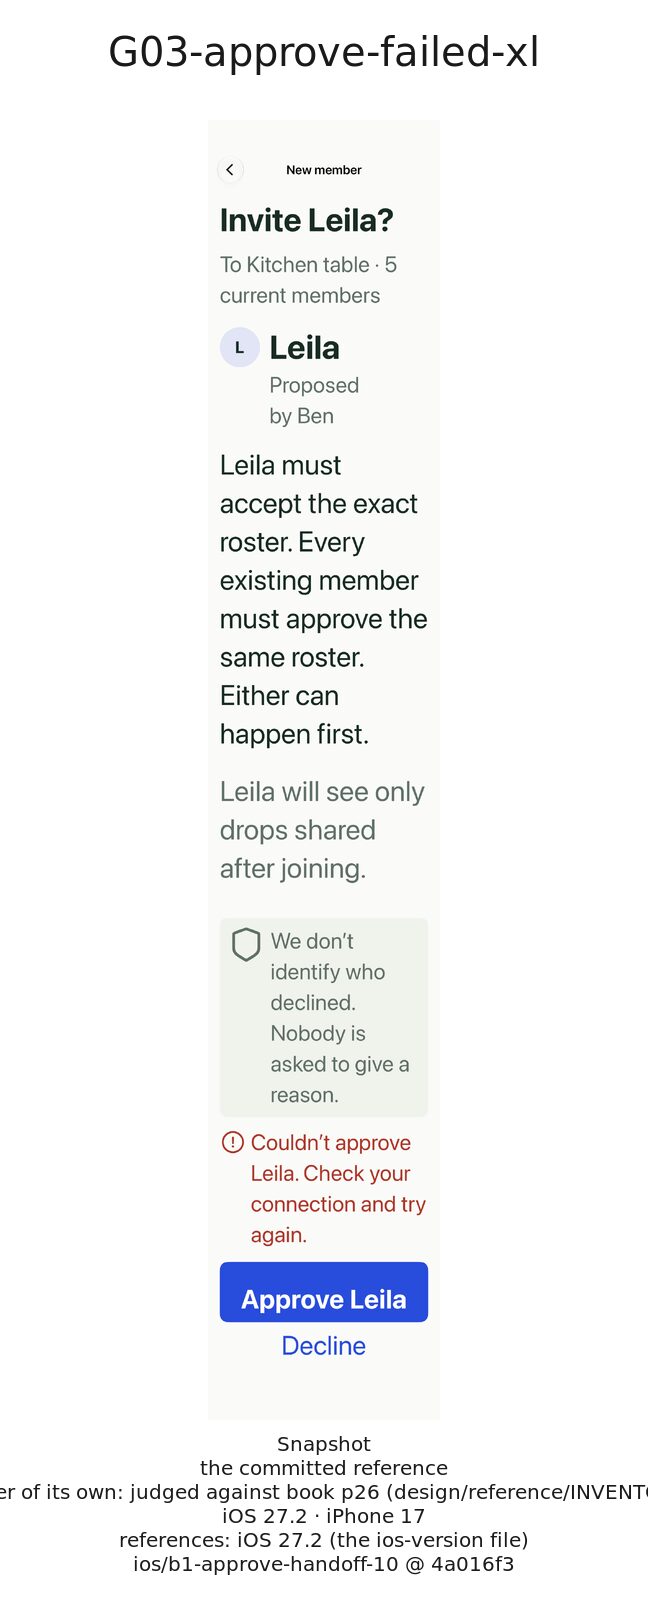 G03-approve-failed-xl
New member
Invite Leila?
To Kitchen table · 5
current members
L
Leila
Proposed
by Ben
Leila must
accept the exact
roster. Every
existing member
must approve the
same roster.
Either can
happen first.
Leila will see only
drops shared
after joining.
We don’t
identify who
declined.
Nobody is
asked to give a
reason.
Couldn’t approve
Leila. Check your
connection and try
again.
Approve Leila
Decline
Snapshot
the committed reference
of its own: judged against book p26
iOS 27.2 · iPhone 17
references: iOS 27.2 (the ios-version file)
ios/b1-approve-handoff-10 @ 4a016f3